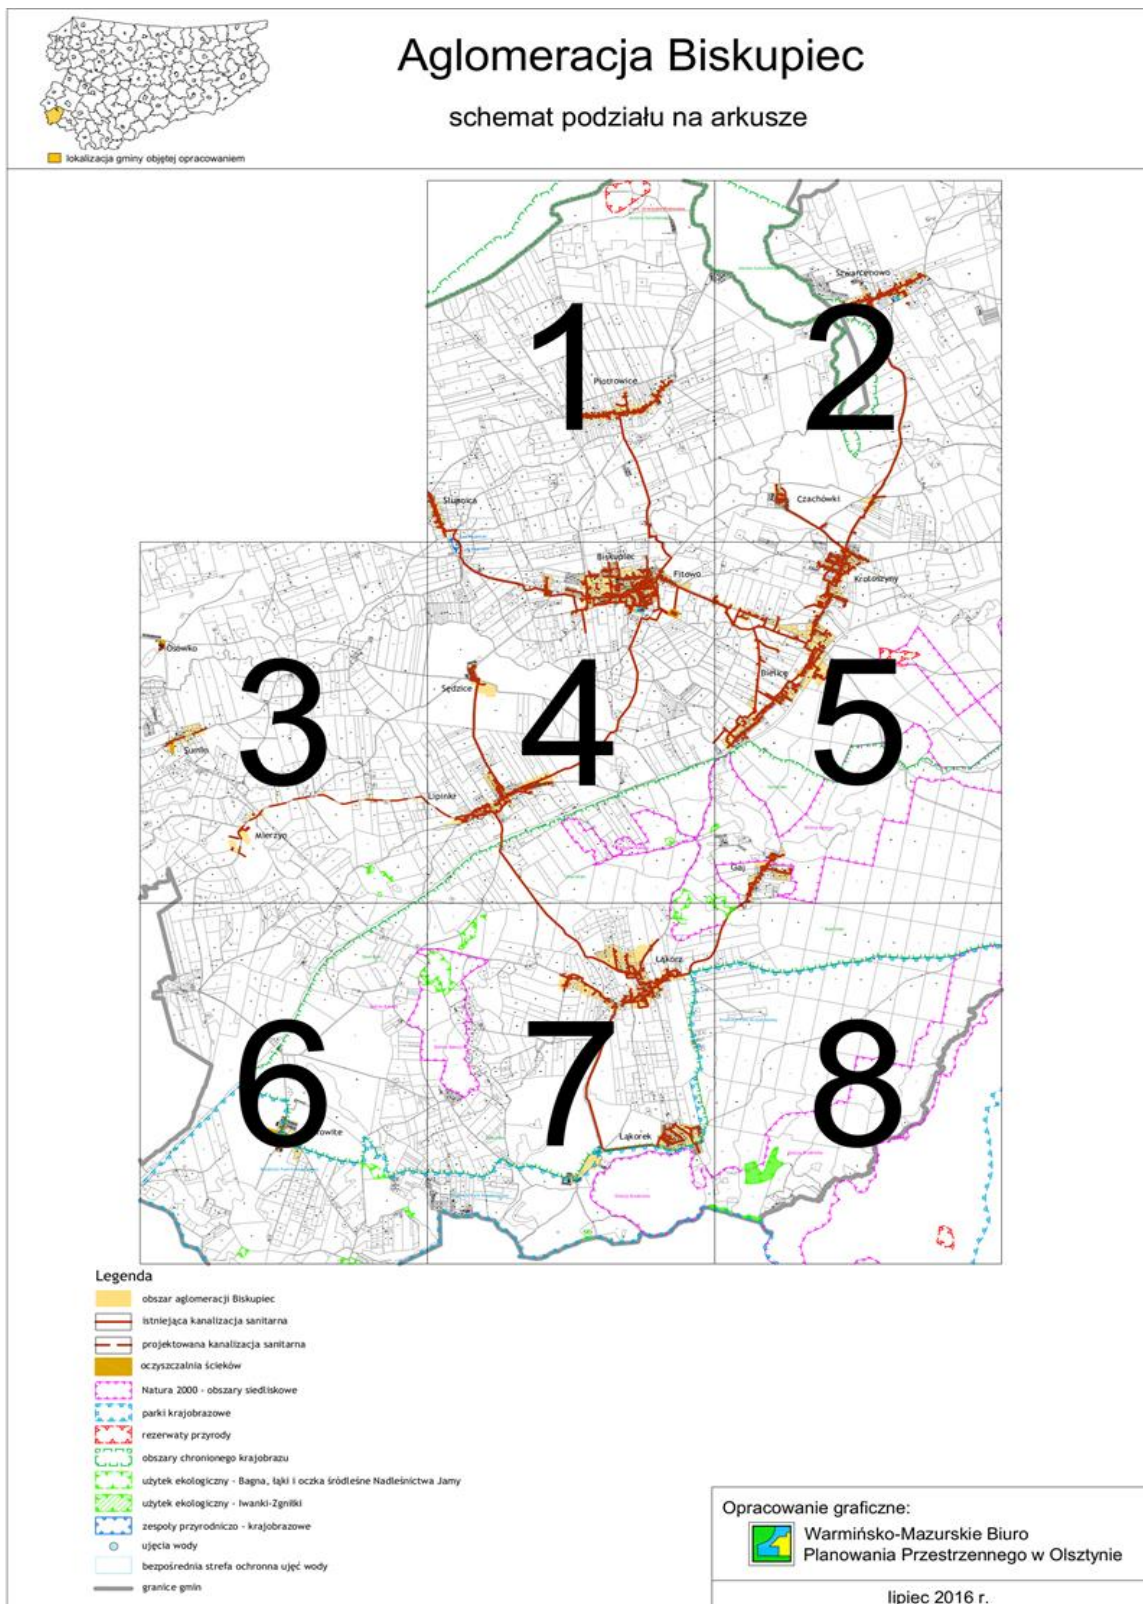 Aglomeracja Biskupiec
schemat podziału na arkusze
lokalizacja gminy objętej opracowaniem
Szwarcenowo
1
2
Piotrowice
Słupnica
Czachówki
Biskupiec
Fitowo
Krotoszyny
Osówko
Sędzice
Bielice
3
4
5
Sumin
Lipinki
Mierzyn
Gaj
Łąkorz
6
7
8
Łąkorek
Legenda
obszar aglomeracji Biskupiec
istniejąca kanalizacja sanitarna
projektowana kanalizacja sanitarna
oczyszczalnia ścieków
Natura 2000 - obszary siedliskowe
parki krajobrazowe
rezerwaty przyrody
obszary chronionego krajobrazu
użytek ekologiczny - Bagna, łąki i oczka śródleśne Nadleśnictwa Jamy
użytek ekologiczny - Iwanki-Zgniłki
zespoły przyrodniczo - krajobrazowe
ujęcia wody
bezpośrednia strefa ochronna ujęć wody
granice gmin
Opracowanie graficzne:
Warmińsko-Mazurskie Biuro
Planowania Przestrzennego w Olsztynie
lipiec 2016 r.